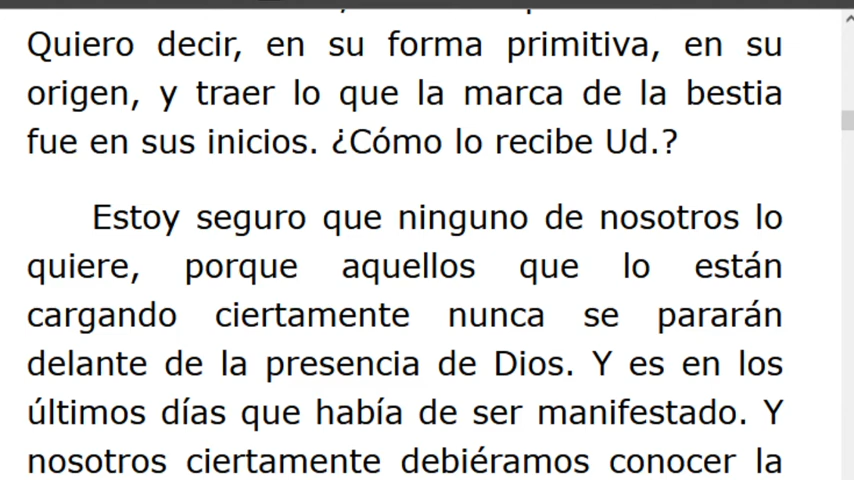 Quiero decir, en su forma primitiva, en su
origen, y traer lo que la marca de la bestia
fue en sus inicios. ¿Cómo lo recibe Ud.?
Estoy seguro que ninguno de nosotros lo
quiere, porque aquellos que lo están
cargando ciertamente nunca se pararán
delante de la presencia de Dios. Y es en los
últimos días que había de ser manifestado. Y
nosotros ciertamente debiéramos conocer la